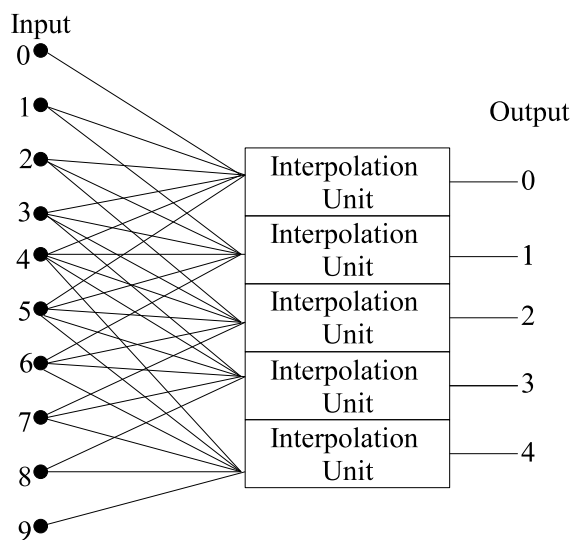 Input
0
1
2
3
4
5
6
7
8
9
Interpolation
Unit
Interpolation
Unit
Interpolation
Unit
Interpolation
Unit
Interpolation
Unit
Output
0
1
2
3
4